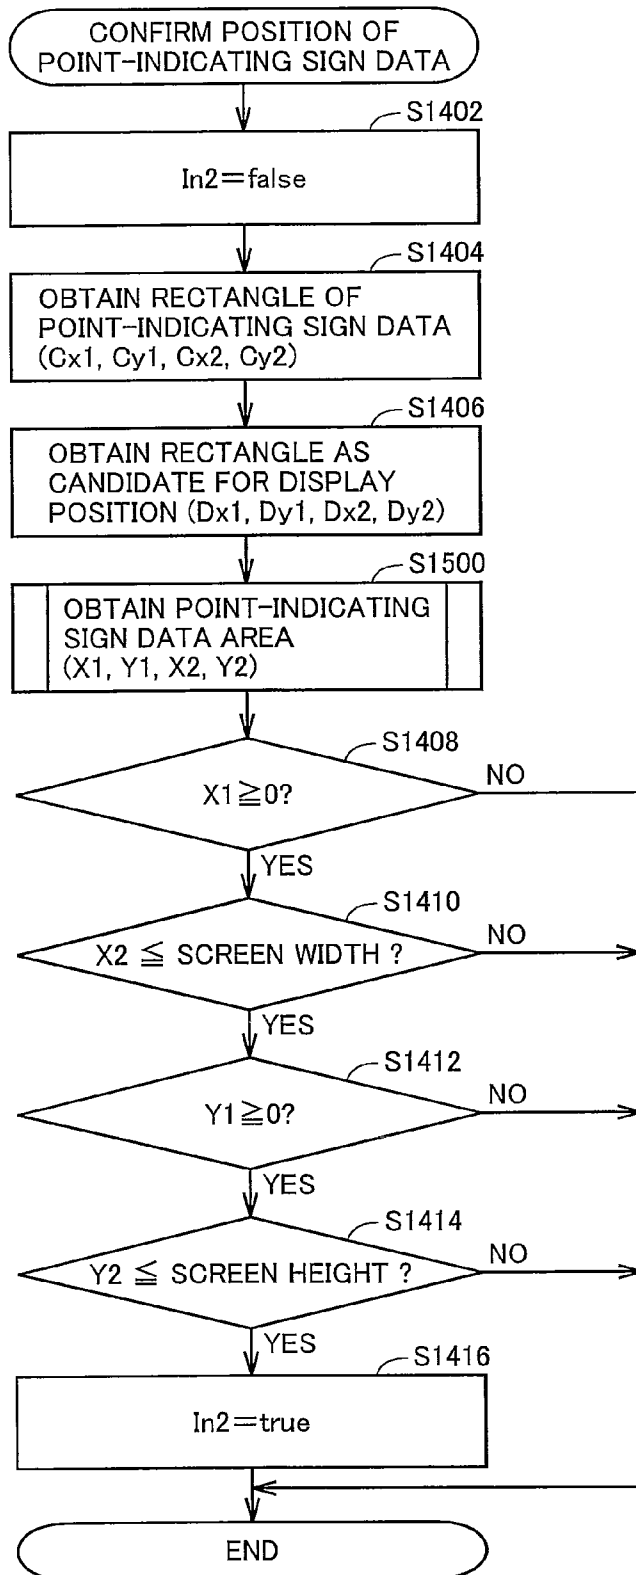 CONFIRM POSITION OF
POINT-INDICATING SIGN DATA
S1402
In2=false
S1404
OBTAIN RECTANGLE OF
POINT-INDICATING SIGN DATA
(Cx1, Cy1, Cx2, Cy2)
S1406
OBTAIN RECTANGLE AS
CANDIDATE FOR DISPLAY
POSITION (Dx1, Dy1, Dx2, Dy2)
S1500
OBTAIN POINT-INDICATING
SIGN DATA AREA
(X1, Y1, X2, Y2)
S1408
X1≧0?
NO
YES
S1410
X2 ≦ SCREEN WIDTH ?
NO
YES
S1412
Y1≧0?
NO
YES
S1414
Y2 ≦ SCREEN HEIGHT ?
NO
YES
S1416
In2=true
END